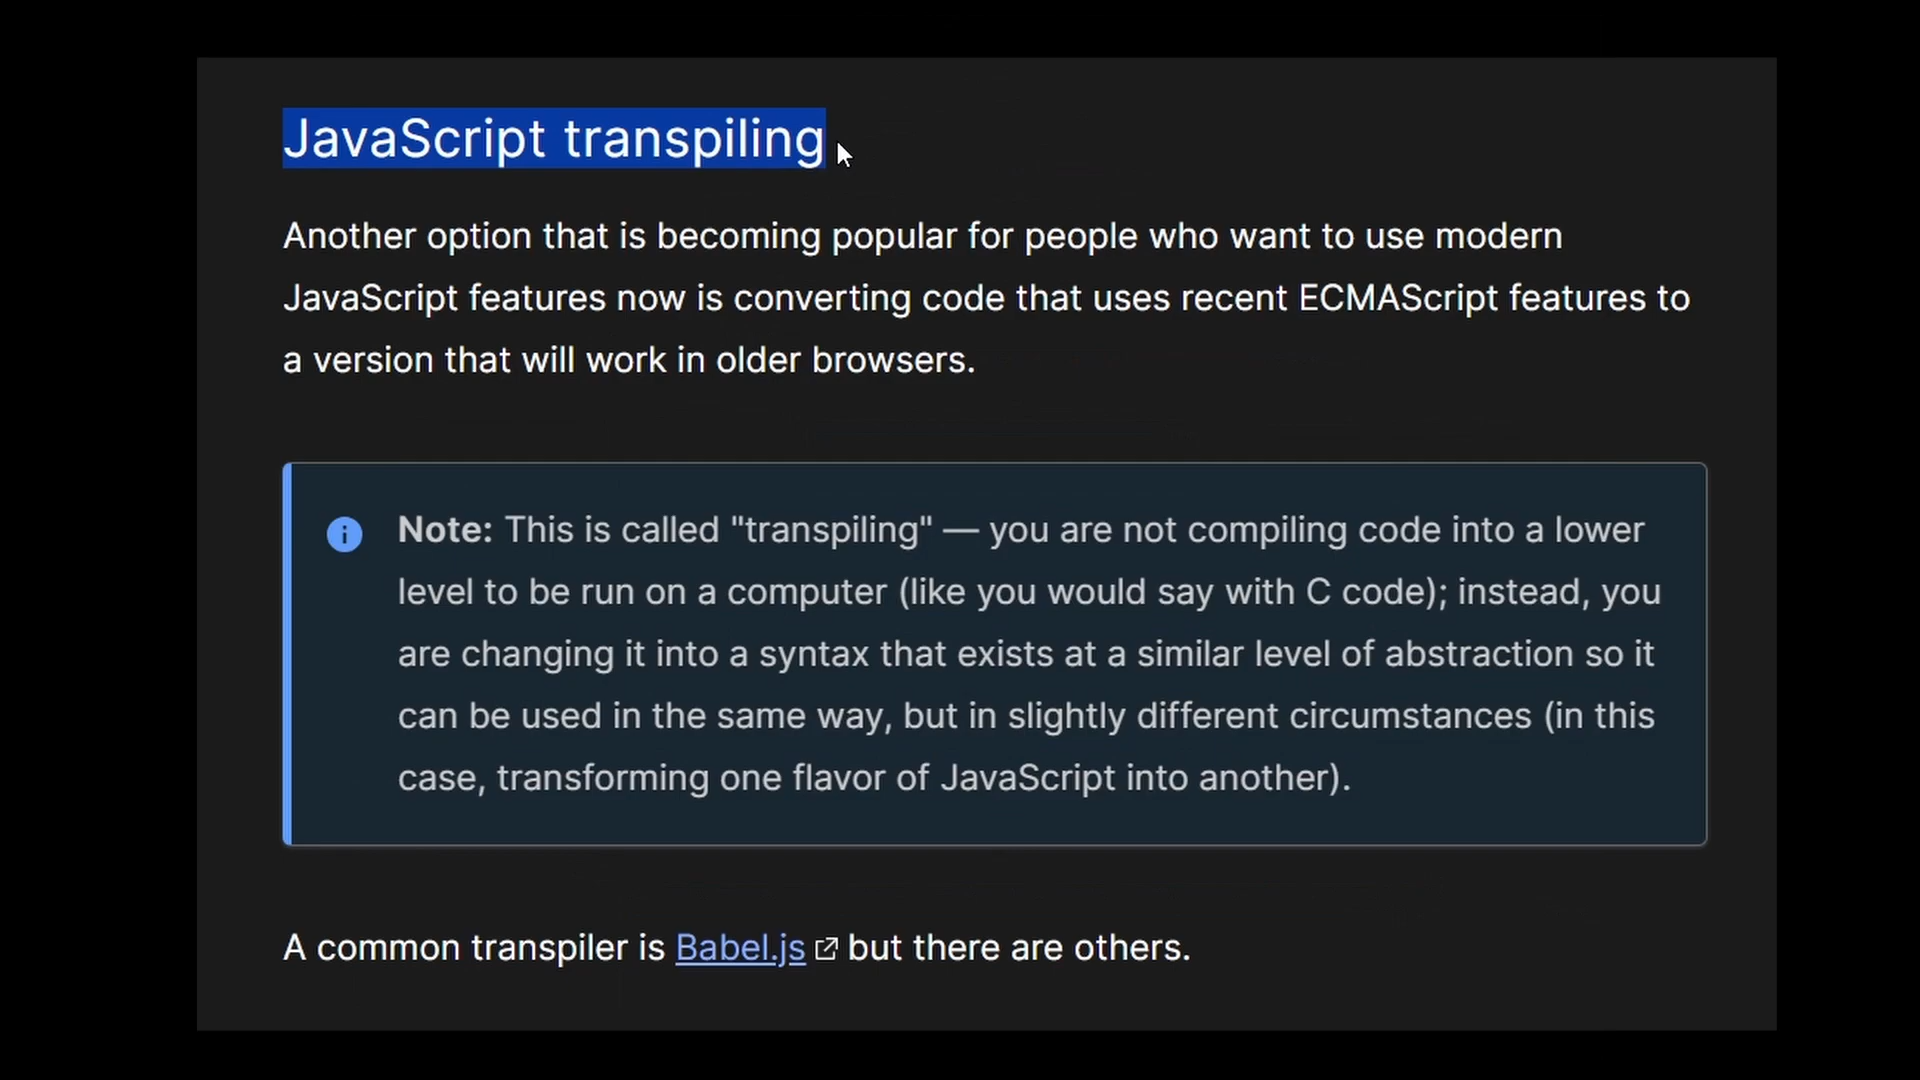 JavaScript transpiling
Another option that is becoming popular for people who want to use modern
JavaScript features now is converting code that uses recent ECMAScript features to
a version that will work in older browsers.
Note: This is called "transpiling" — you are not compiling code into a lower
level to be run on a computer (like you would say with C code); instead, you
are changing it into a syntax that exists at a similar level of abstraction so it
can be used in the same way, but in slightly different circumstances (in this
case, transforming one flavor of JavaScript into another).
A common transpiler is Babel.js but there are others.